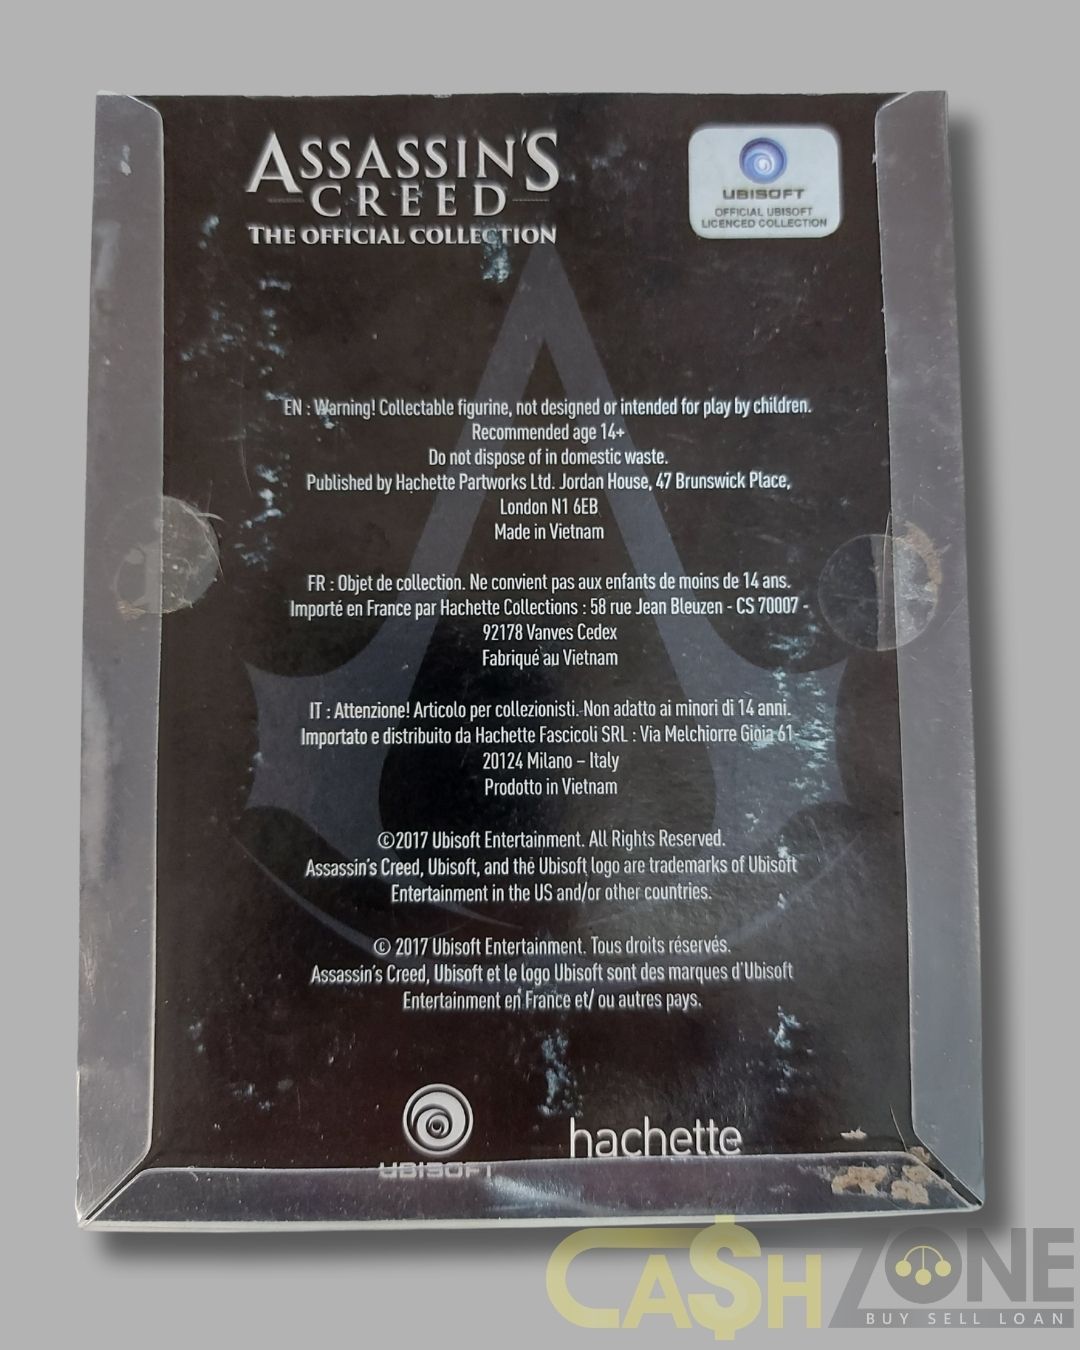 ASSASSIN'S
CREED
THE OFFICIAL COLLECTION
UBISOFT
OFFICIAL UBISOFT
LICENCED COLLECTION
EN : Warning! Collectable figurine, not designed or intended for play by children.
Recommended age 14+
Do not dispose of in domestic waste.
Published by Hachette Partworks Ltd. Jordan House, 47 Brunswick Place,
London N1 6EB
Made in Vietnam
FR : Objet de collection. Ne convient pas aux enfants de moins de 14 ans.
Importé en France par Hachette Collections : 58 rue Jean Bleuzen - CS 70007 -
92178 Vanves Cedex
Fabriqué au Vietnam
IT : Attenzione! Articolo per collezionisti. Non adatto ai minori di 14 anni.
Importato e distribuito da Hachette Fascicoli SRL : Via Melchiorre Gioia 61-
20124 Milano – Italy
Prodotto in Vietnam
©2017 Ubisoft Entertainment. All Rights Reserved.
Assassin's Creed, Ubisoft, and the Ubisoft logo are trademarks of Ubisoft
Entertainment in the US and/or other countries.
© 2017 Ubisoft Entertainment. Tous droits réservés.
Assassin's Creed, Ubisoft et le logo Ubisoft sont des marques d'Ubisoft
Entertainment en France et/ ou autres pays.
UBISOFT
hachette
CA$HZONE
BUY SELL LOAN